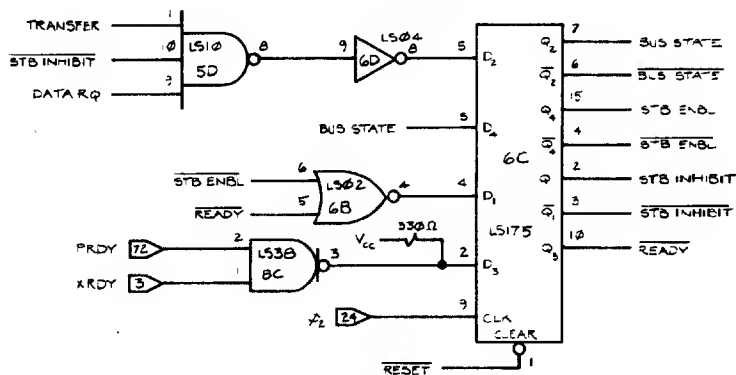 TRANSFER 1
STB INHIBIT 10
DATA RQ 9
LS10
5D
8
9
LS04
6D
8
5 D2
BUS STATE 5 D4
STB ENBL 6
READY 5
LS02
6B
4
4 D1
PRDY 72 2
XRDY 3 1
LS38
8C
3
VCC
330Ω
2 D3
24
9 CLK
CLEAR
RESET 1
6C
LS175
Q2 7 BUS STATE
Q2 6 BUS STATE
Q4 15 STB ENBL
Q4 4 STB ENBL
Q 2 STB INHIBIT
Q1 3 STB INHIBIT
10 READY